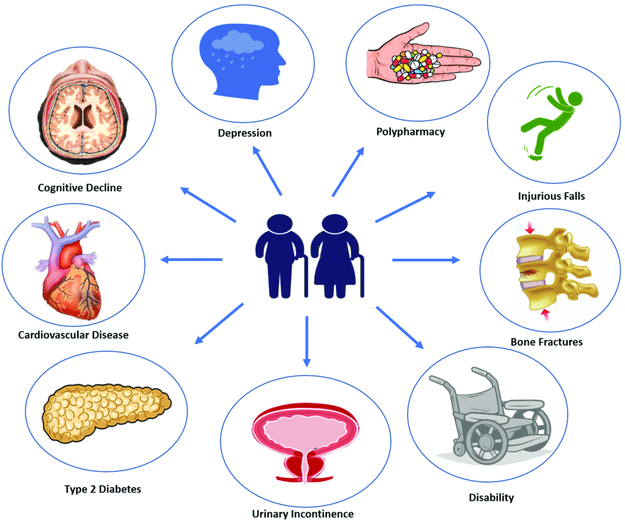 Depression
Polypharmacy
Cognitive Decline
Injurious Falls
Cardiovascular Disease
Bone Fractures
Type 2 Diabetes
Disability
Urinary Incontinence